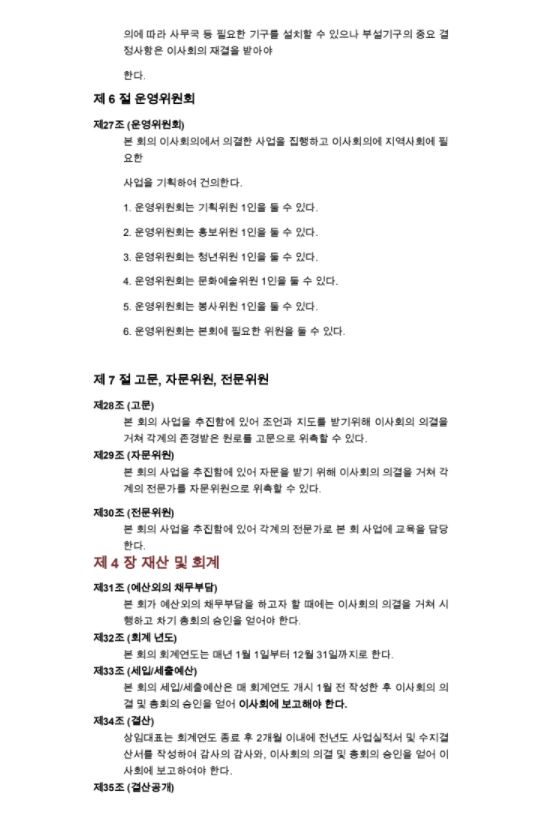 의에 따라 사무국 등 필요한 기구를 설치할 수 있으나 부설기구의 중요 결
정사항은 이사회의 재결을 받아야
한다.
제 6 절 운영위원회
제27조 (운영위원회)
본 회의 이사회의에서 의결한 사업을 집행하고 이사회의에 지역사회에 필
요한
사업을 기획하여 건의한다.
1. 운영위원회는 기획위원 1인을 둘 수 있다.
2. 운영위원회는 홍보위원 1인을 둘 수 있다.
3. 운영위원회는 청년위원 1인을 둘 수 있다.
4. 운영위원회는 문화예술위원 1인을 둘 수 있다.
5. 운영위원회는 봉사위원 1인을 둘 수 있다.
6. 운영위원회는 본회에 필요한 위원을 둘 수 있다.
제 7 절 고문, 자문위원, 전문위원
제28조 (고문)
본 회의 사업을 추진함에 있어 조언과 지도를 받기위해 이사회의 의결을
거쳐 각계의 존경받은 원로를 고문으로 위촉할 수 있다.
제29조 (자문위원)
본 회의 사업을 추진함에 있어 자문을 받기 위해 이사회의 의결을 거쳐 각
계의 전문가를 자문위원으로 위촉할 수 있다.
제30조 (전문위원)
본 회의 사업을 추진함에 있어 각계의 전문가로 본 회 사업에 교육을 담당
한다.
제 4 장 재산 및 회계
제31조 (예산외의 채무부담)
본 회가 예산외의 채무부담을 하고자 할 때에는 이사회의 의결을 거쳐 시
행하고 차기 총회의 승인을 얻어야 한다.
제32조 (회계 년도)
본 회의 회계연도는 매년 1월 1일부터 12월 31일까지로 한다.
제33조 (세입/세출예산)
본 회의 세입/세출예산은 매 회계연도 개시 1월 전 작성한 후 이사회의 의
결 및 총회의 승인을 얻어 이사회에 보고해야 한다.
제34조 (결산)
상임대표는 회계연도 종료 후 2개월 이내에 전년도 사업실적서 및 수지결
산서를 작성하여 감사의 감사와, 이사회의 의결 및 총회의 승인을 얻어 이
사회에 보고하여야 한다.
제35조 (결산공개)